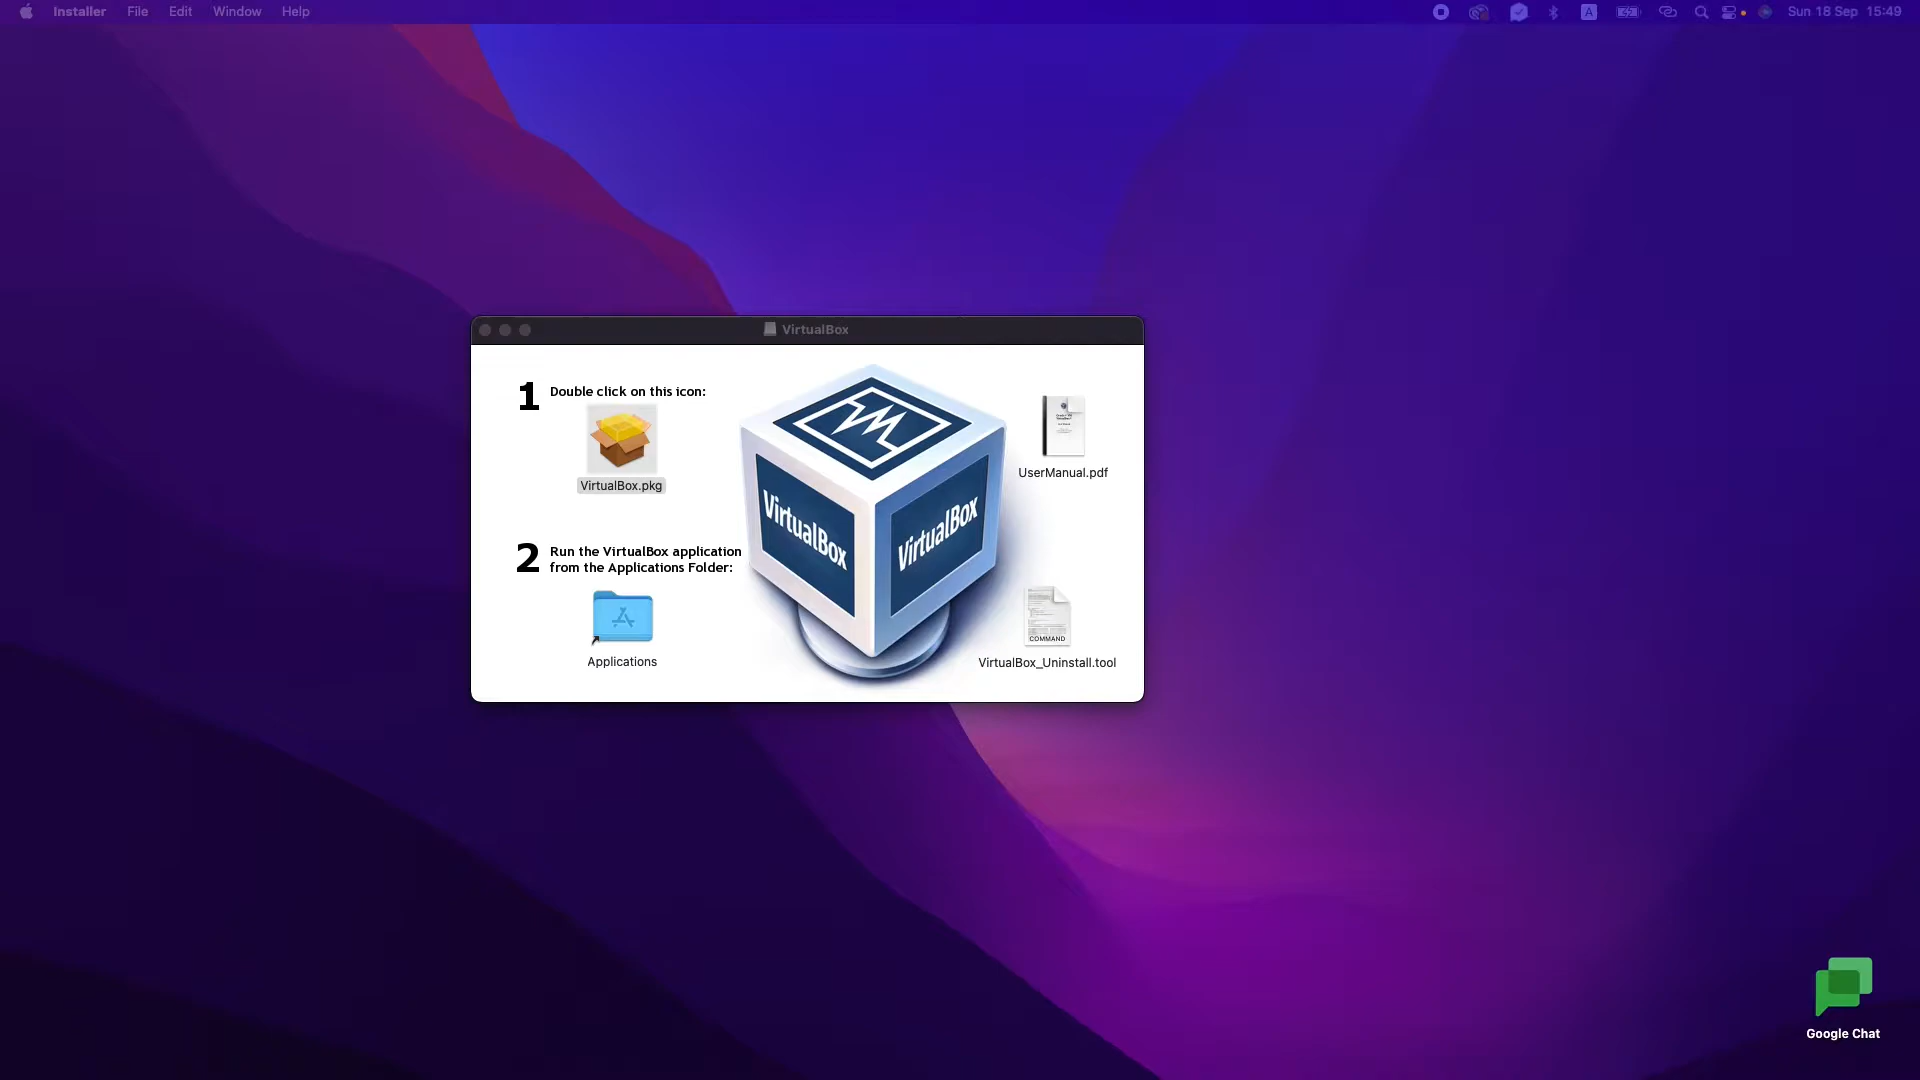 Installer File Edit Window Help
A
Sun 18 Sep 15:49
VirtualBox
1 Double click on this icon:
VirtualBox.pkg
UserManual.pdf
VirtualBox VirtualBox
2 Run the VirtualBox application
from the Applications Folder:
Applications
COMMAND
VirtualBox_Uninstall.tool
Google Chat